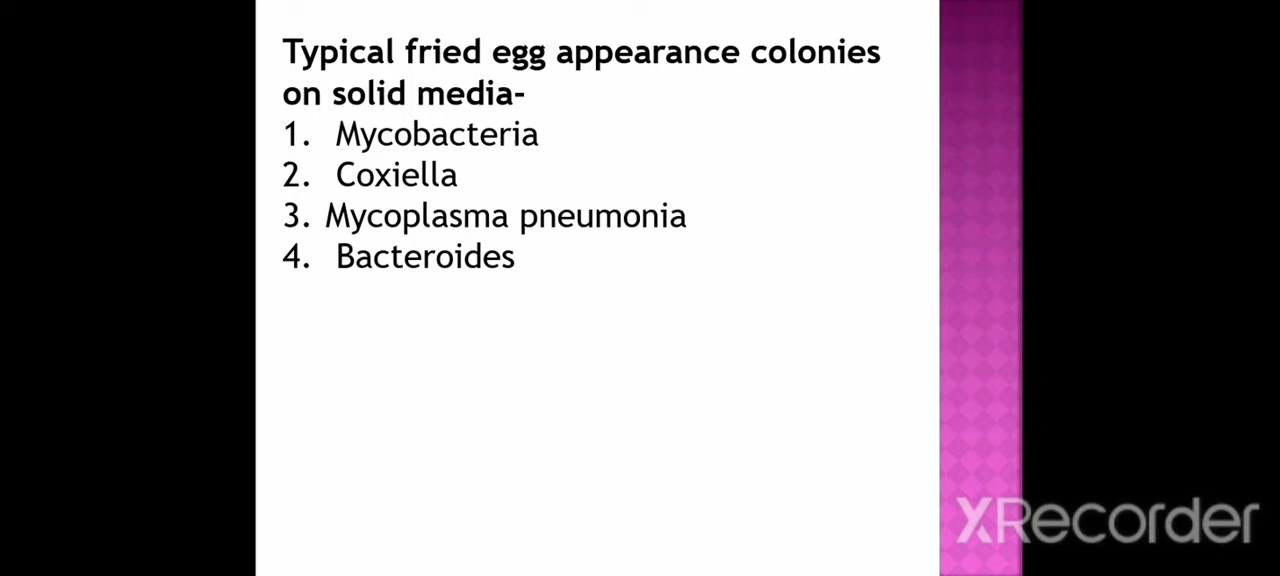 Typical fried egg appearance colonies
on solid media-
1. Mycobacteria
2. Coxiella
3. Mycoplasma pneumonia
4. Bacteroides
XRecorder